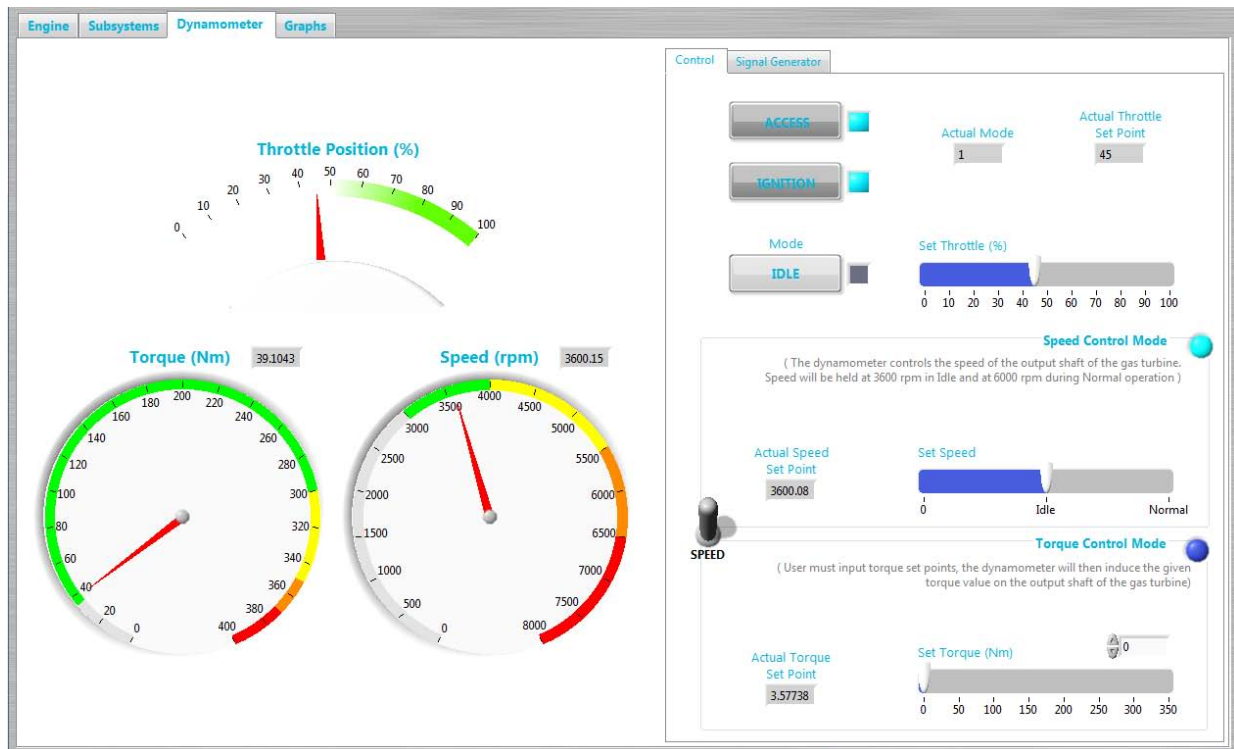 Engine
Subsystems
Dynamometer
Graphs
Throttle Position (%)
0
10
20
30
40
50
60
70
80
90
100
Torque (Nm)
39.1043
0
20
40
60
80
100
120
140
160
180
200
220
240
260
280
300
320
340
360
380
400
Speed (rpm)
3600.15
0
500
1000
1500
2000
2500
3000
3500
4000
4500
5000
5500
6000
6500
7000
7500
8000
Control
Signal Generator
ACCESS
Actual Mode
1
Actual Throttle
Set Point
45
IGNITION
Mode
IDLE
Set Throttle (%)
0 10 20 30 40 50 60 70 80 90 100
Speed Control Mode
( The dynamometer controls the speed of the output shaft of the gas turbine.
Speed will be held at 3600 rpm in Idle and at 6000 rpm during Normal operation )
Actual Speed
Set Point
3600.08
Set Speed
0 Idle Normal
SPEED
Torque Control Mode
( User must input torque set points, the dynamometer will then induce the given
torque value on the output shaft of the gas turbine)
Actual Torque
Set Point
3.57738
Set Torque (Nm)
0
0 50 100 150 200 250 300 350